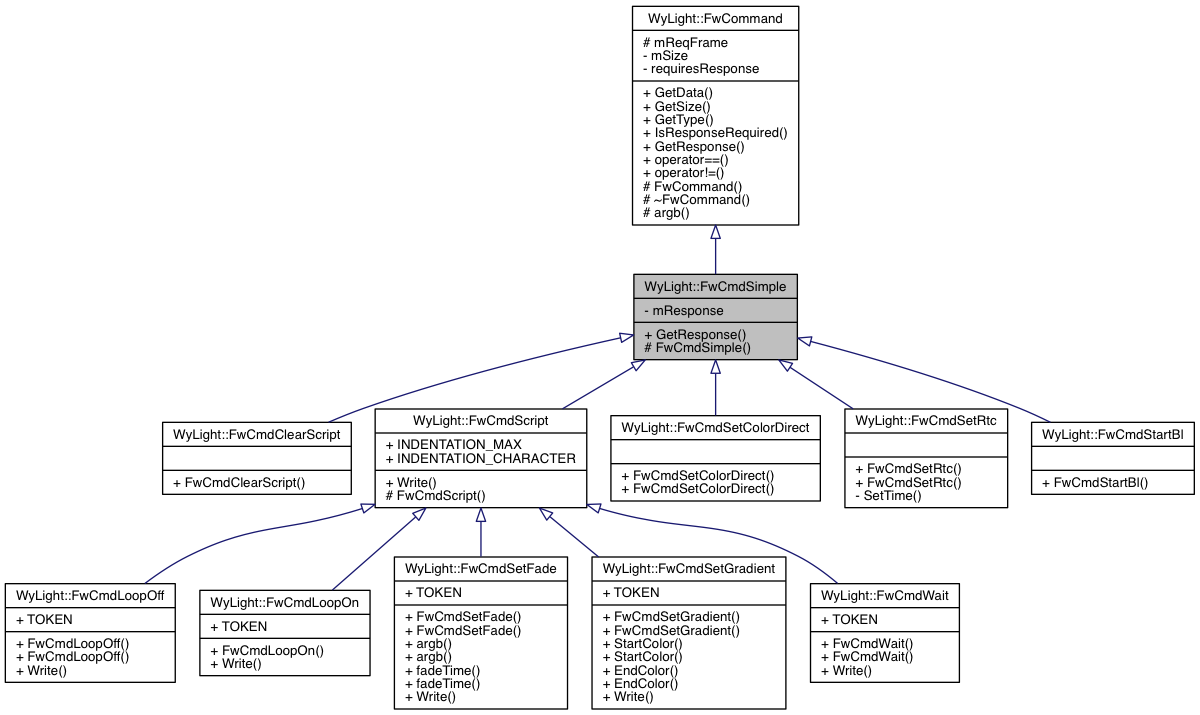 WyLight::FwCommand
# mReqFrame
- mSize
- requiresResponse
+ GetData()
+ GetSize()
+ GetType()
+ IsResponseRequired()
+ GetResponse()
+ operator==()
+ operator!=()
# FwCommand()
# ~FwCommand()
# argb()
WyLight::FwCmdSimple
- mResponse
+ GetResponse()
# FwCmdSimple()
WyLight::FwCmdClearScript
+ FwCmdClearScript()
WyLight::FwCmdScript
+ INDENTATION_MAX
+ INDENTATION_CHARACTER
+ Write()
# FwCmdScript()
WyLight::FwCmdSetColorDirect
+ FwCmdSetColorDirect()
+ FwCmdSetColorDirect()
WyLight::FwCmdSetRtc
+ FwCmdSetRtc()
+ FwCmdSetRtc()
- SetTime()
WyLight::FwCmdStartBl
+ FwCmdStartBl()
WyLight::FwCmdLoopOff
+ TOKEN
+ FwCmdLoopOff()
+ FwCmdLoopOff()
+ Write()
WyLight::FwCmdLoopOn
+ TOKEN
+ FwCmdLoopOn()
+ Write()
WyLight::FwCmdSetFade
+ TOKEN
+ FwCmdSetFade()
+ FwCmdSetFade()
+ argb()
+ argb()
+ fadeTime()
+ fadeTime()
+ Write()
WyLight::FwCmdSetGradient
+ TOKEN
+ FwCmdSetGradient()
+ FwCmdSetGradient()
+ StartColor()
+ StartColor()
+ EndColor()
+ EndColor()
+ Write()
WyLight::FwCmdWait
+ TOKEN
+ FwCmdWait()
+ FwCmdWait()
+ Write()